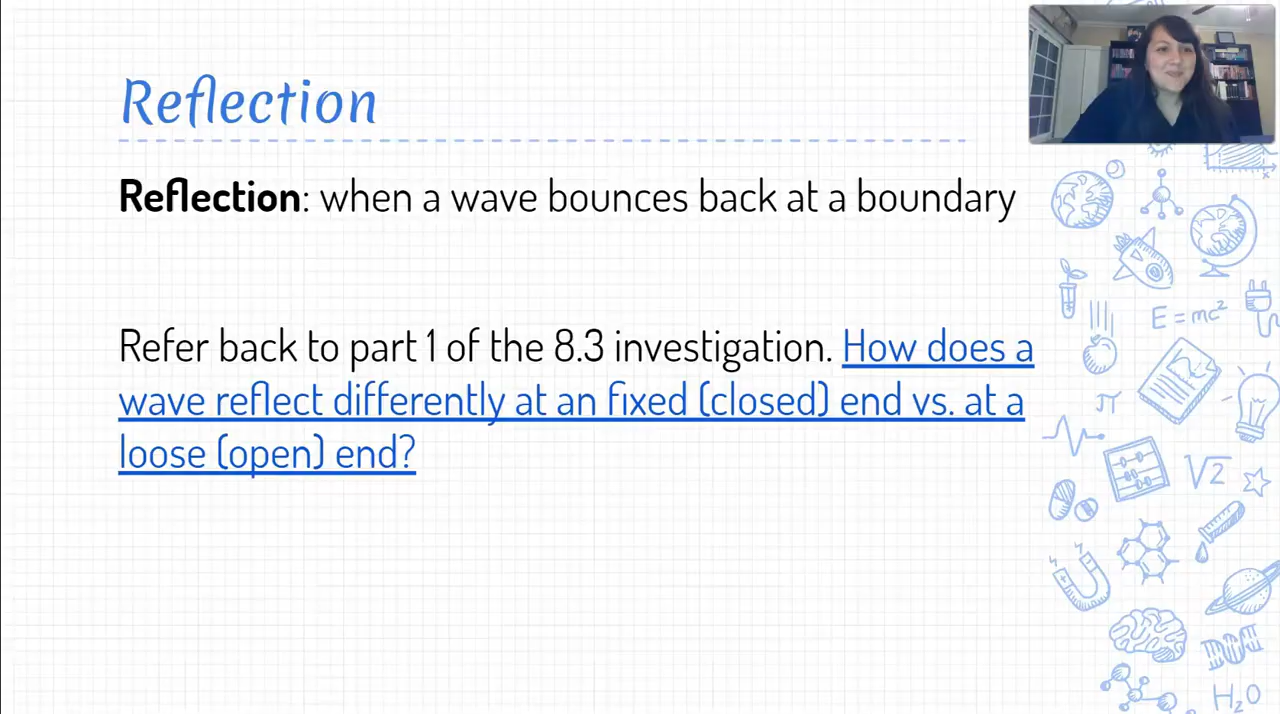 Reflection
Reflection: when a wave bounces back at a boundary
Refer back to part 1 of the 8.3 investigation. How does a
wave reflect differently at an fixed (closed) end vs. at a
loose (open) end?
E = mc²
π
√2
H₂O